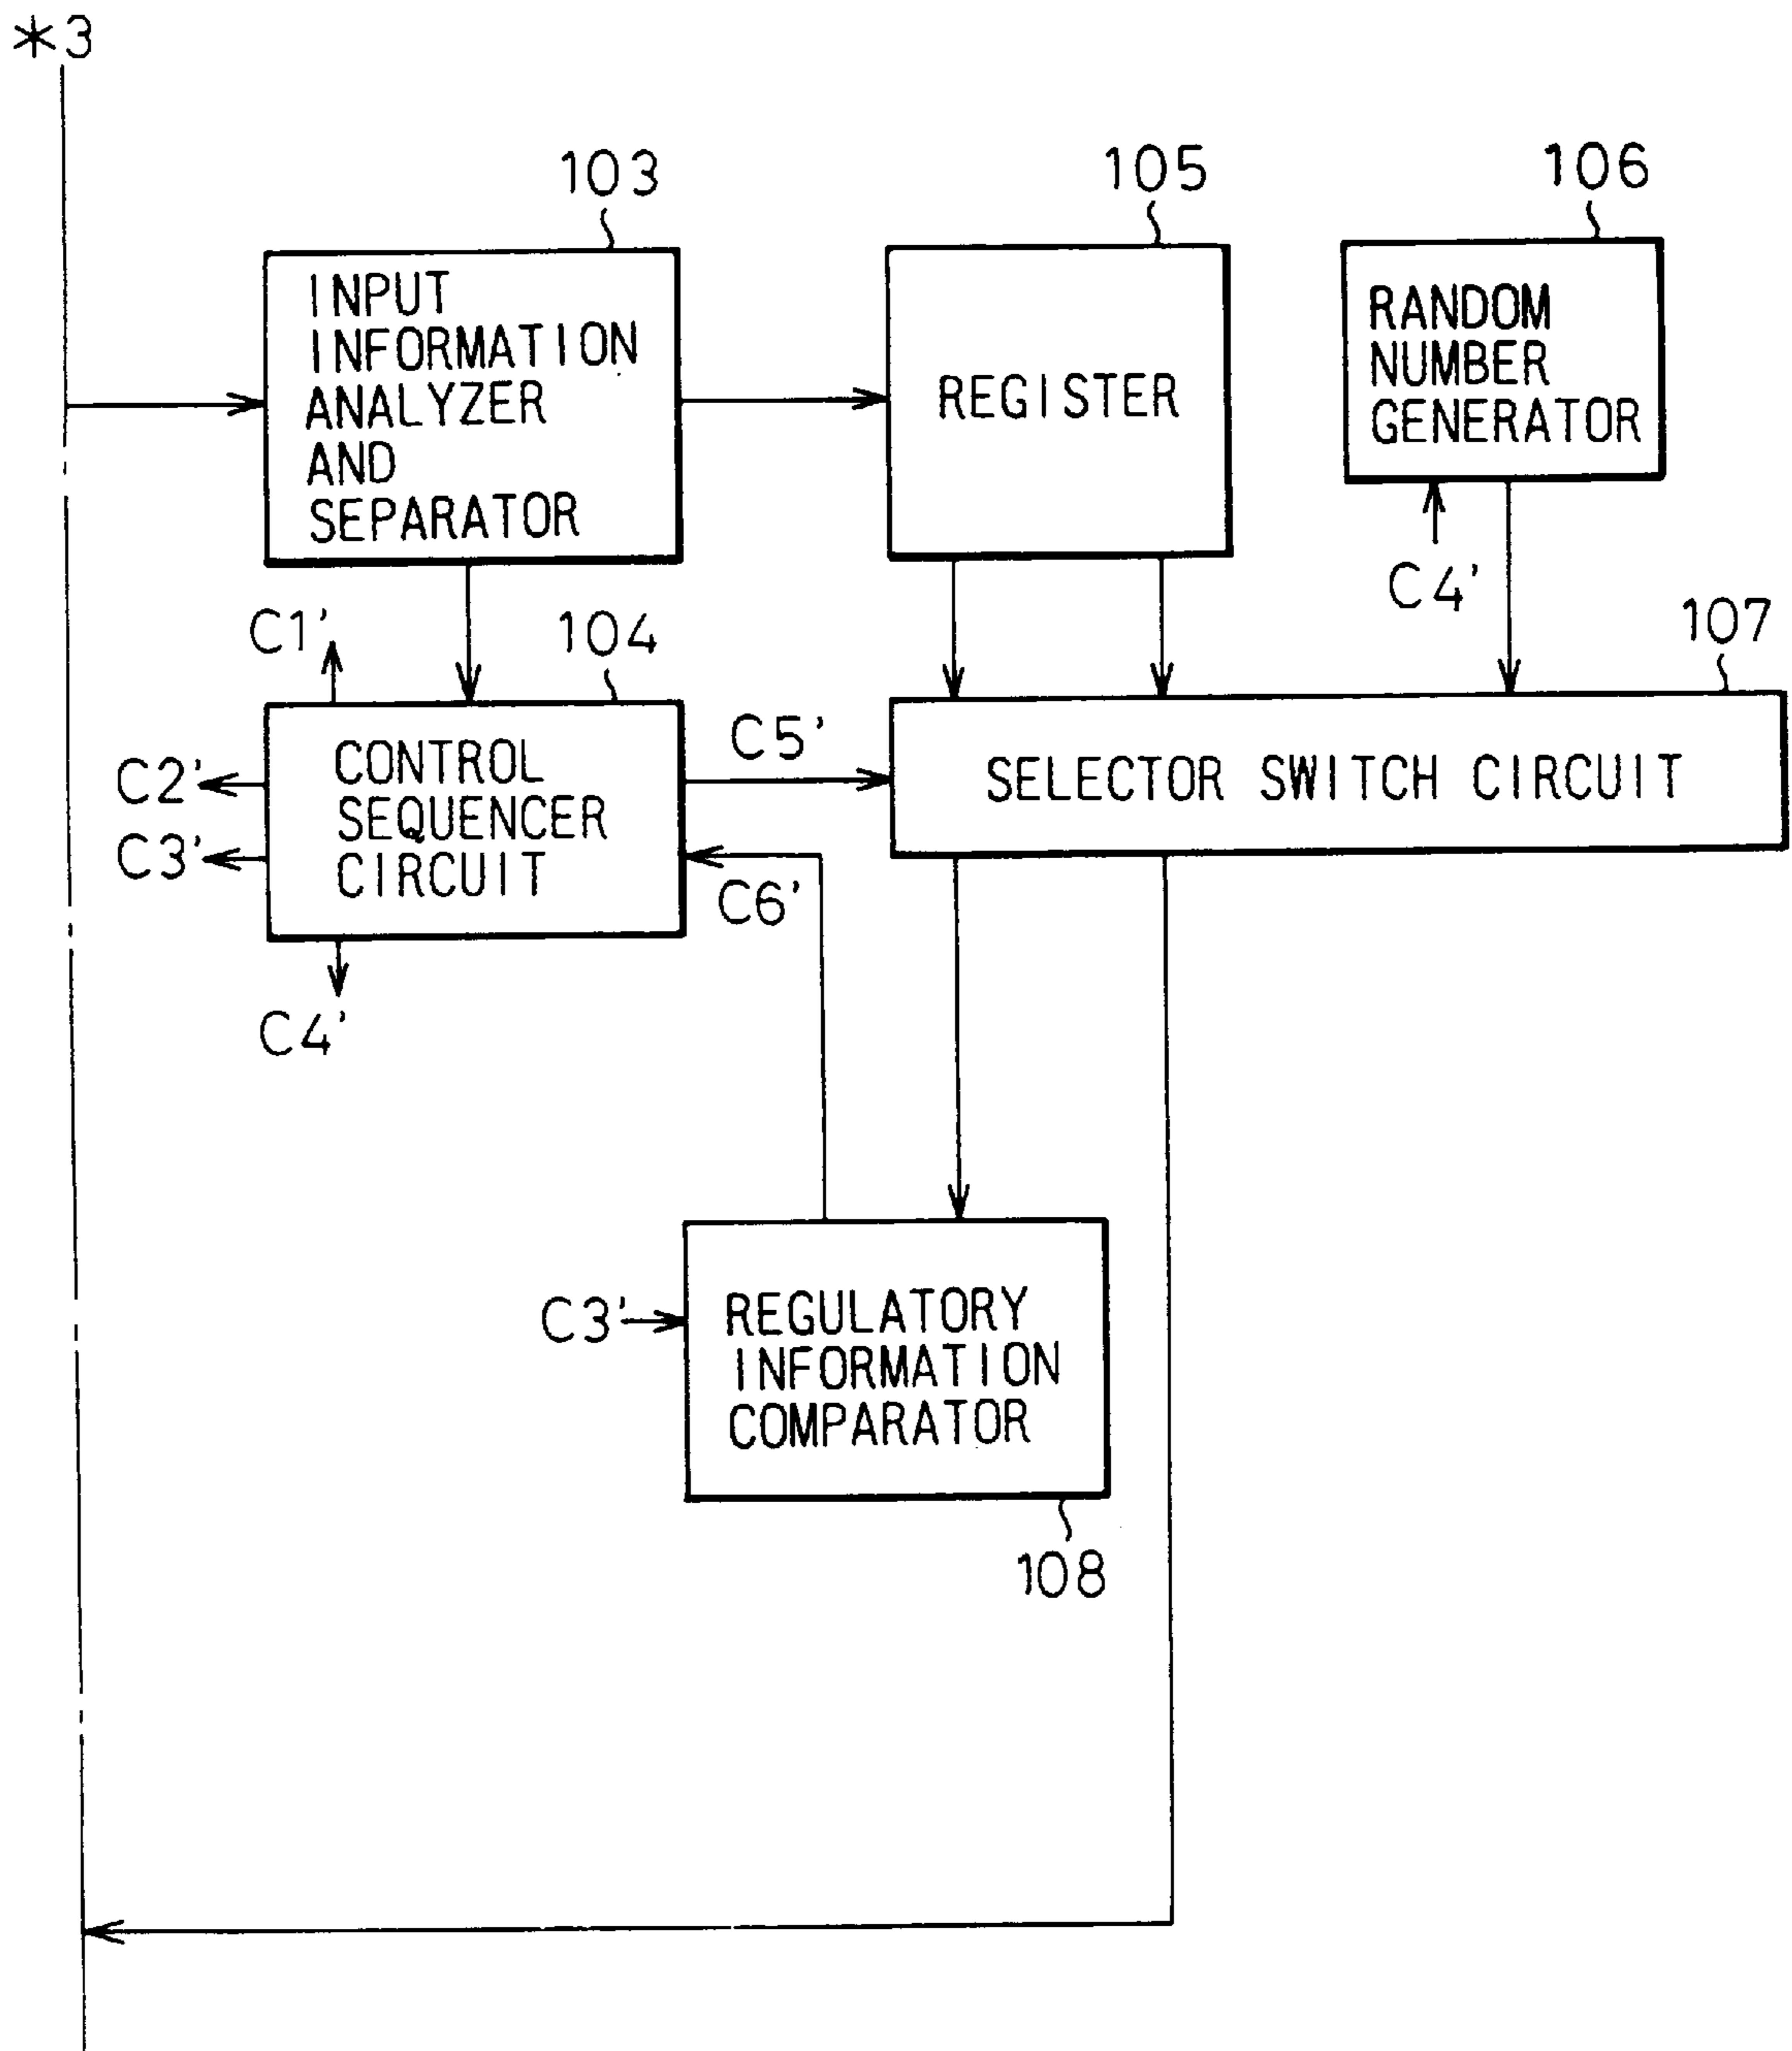 *3
103
105
106
INPUT
INFORMATION
ANALYZER
AND
SEPARATOR
REGISTER
RANDOM
NUMBER
GENERATOR
C4'
C1'
104
107
CONTROL
SEQUENCER
CIRCUIT
C5'
SELECTOR SWITCH CIRCUIT
C2'
C3'
C6'
C4'
C3'
REGULATORY
INFORMATION
COMPARATOR
108